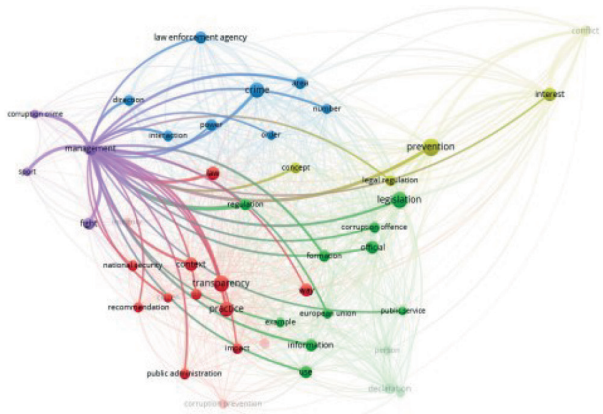 conflict
law enforcement agency
area
crime
interest
direction
number
corruption crime
power
interaction
order
management
prevention
concept
sport
law
legal regulation
regulation
legislation
fight
corruption offence
official
formation
national security
context
transparency
recommendation
practice
european union
public service
example
information
impact
person
public administration
use
declaration
corruption prevention